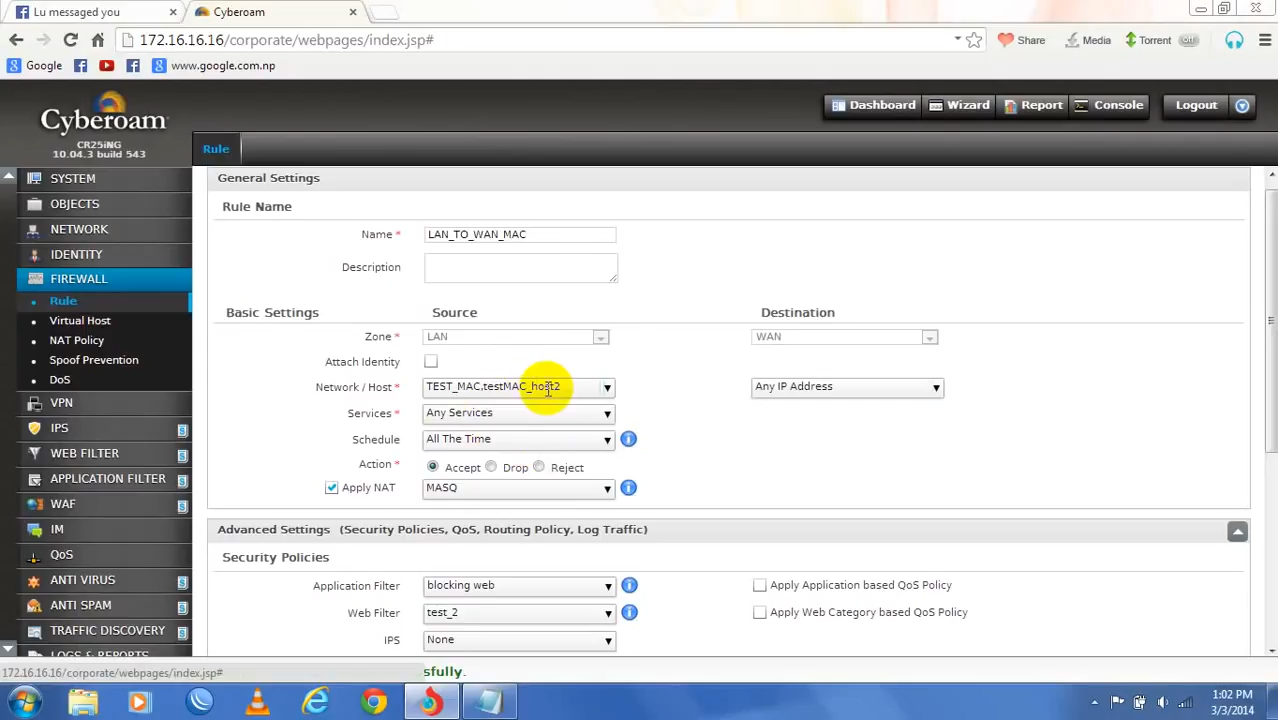 Lu messaged you
Cyberoam
172.16.16.16/corporate/webpages/index.jsp#
Share
Media
Torrent
off
Google
www.google.com.np
Cyberoam
CR25iNG
10.04.3 build 543
Dashboard
Wizard
Report
Console
Logout
Rule
SYSTEM
OBJECTS
NETWORK
IDENTITY
FIREWALL
Rule
Virtual Host
NAT Policy
Spoof Prevention
DoS
VPN
IPS
WEB FILTER
APPLICATION FILTER
WAF
IM
QoS
ANTI VIRUS
ANTI SPAM
TRAFFIC DISCOVERY
LOGS & REPORTS
General Settings
Rule Name
Name * LAN_TO_WAN_MAC
Description
Basic Settings Source Destination
Zone * LAN WAN
Attach Identity
Network / Host * TEST_MAC,testMAC_host2 Any IP Address
Services * Any Services
Schedule All The Time
Action * Accept Drop Reject
Apply NAT MASQ
Advanced Settings (Security Policies, QoS, Routing Policy, Log Traffic)
Security Policies
Application Filter blocking web Apply Application based QoS Policy
Web Filter test_2 Apply Web Category based QoS Policy
IPS None
172.16.16.16/corporate/webpages/index.jsp# sfully.
1:02 PM
3/3/2014